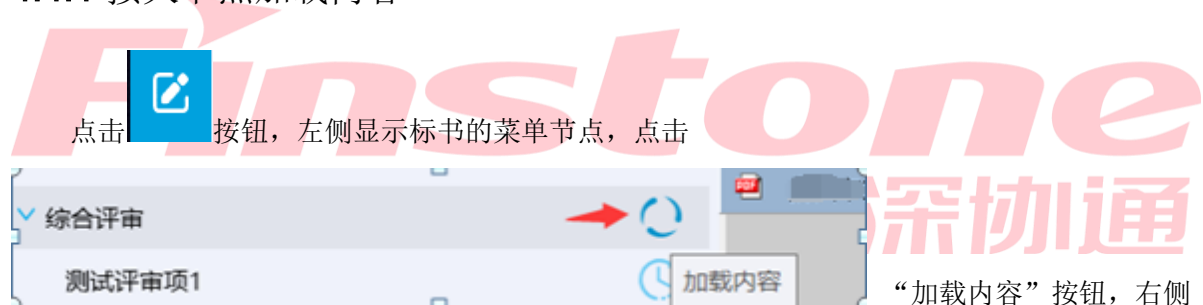 Finstone
点击 按钮，左侧显示标书的菜单节点，点击
PDF
综合评审
深协通
测试评审项1
加载内容
“加载内容”按钮，右侧